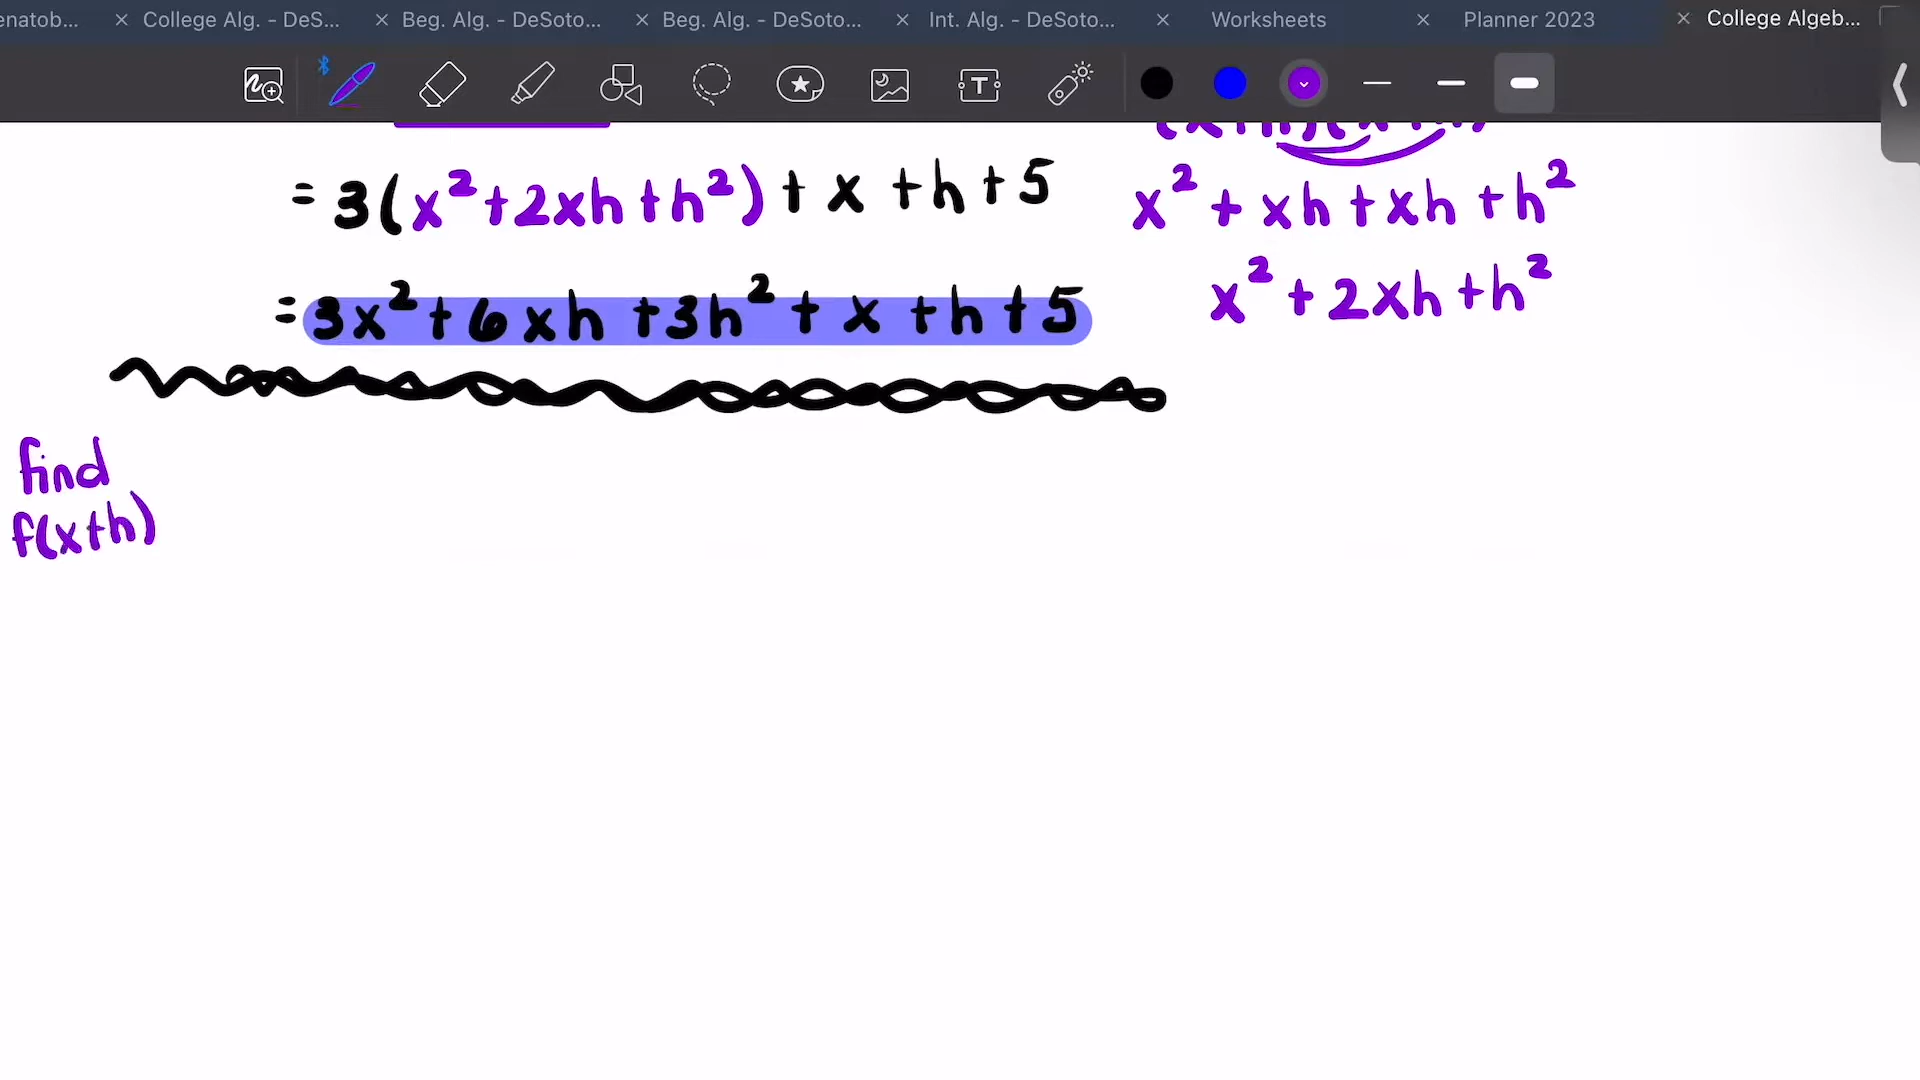 enatob... College Alg. - DeS... Beg. Alg. - DeSoto... Beg. Alg. - DeSoto... Int. Alg. - DeSoto... Worksheets Planner 2023 College Algeb...
= 3(x²+2xh+h²)+ x +h+5
x² + xh+xh +h²
= 3x²+6xh +3h²+ x +h+5
x²+2xh+h²
find
f(x+h)